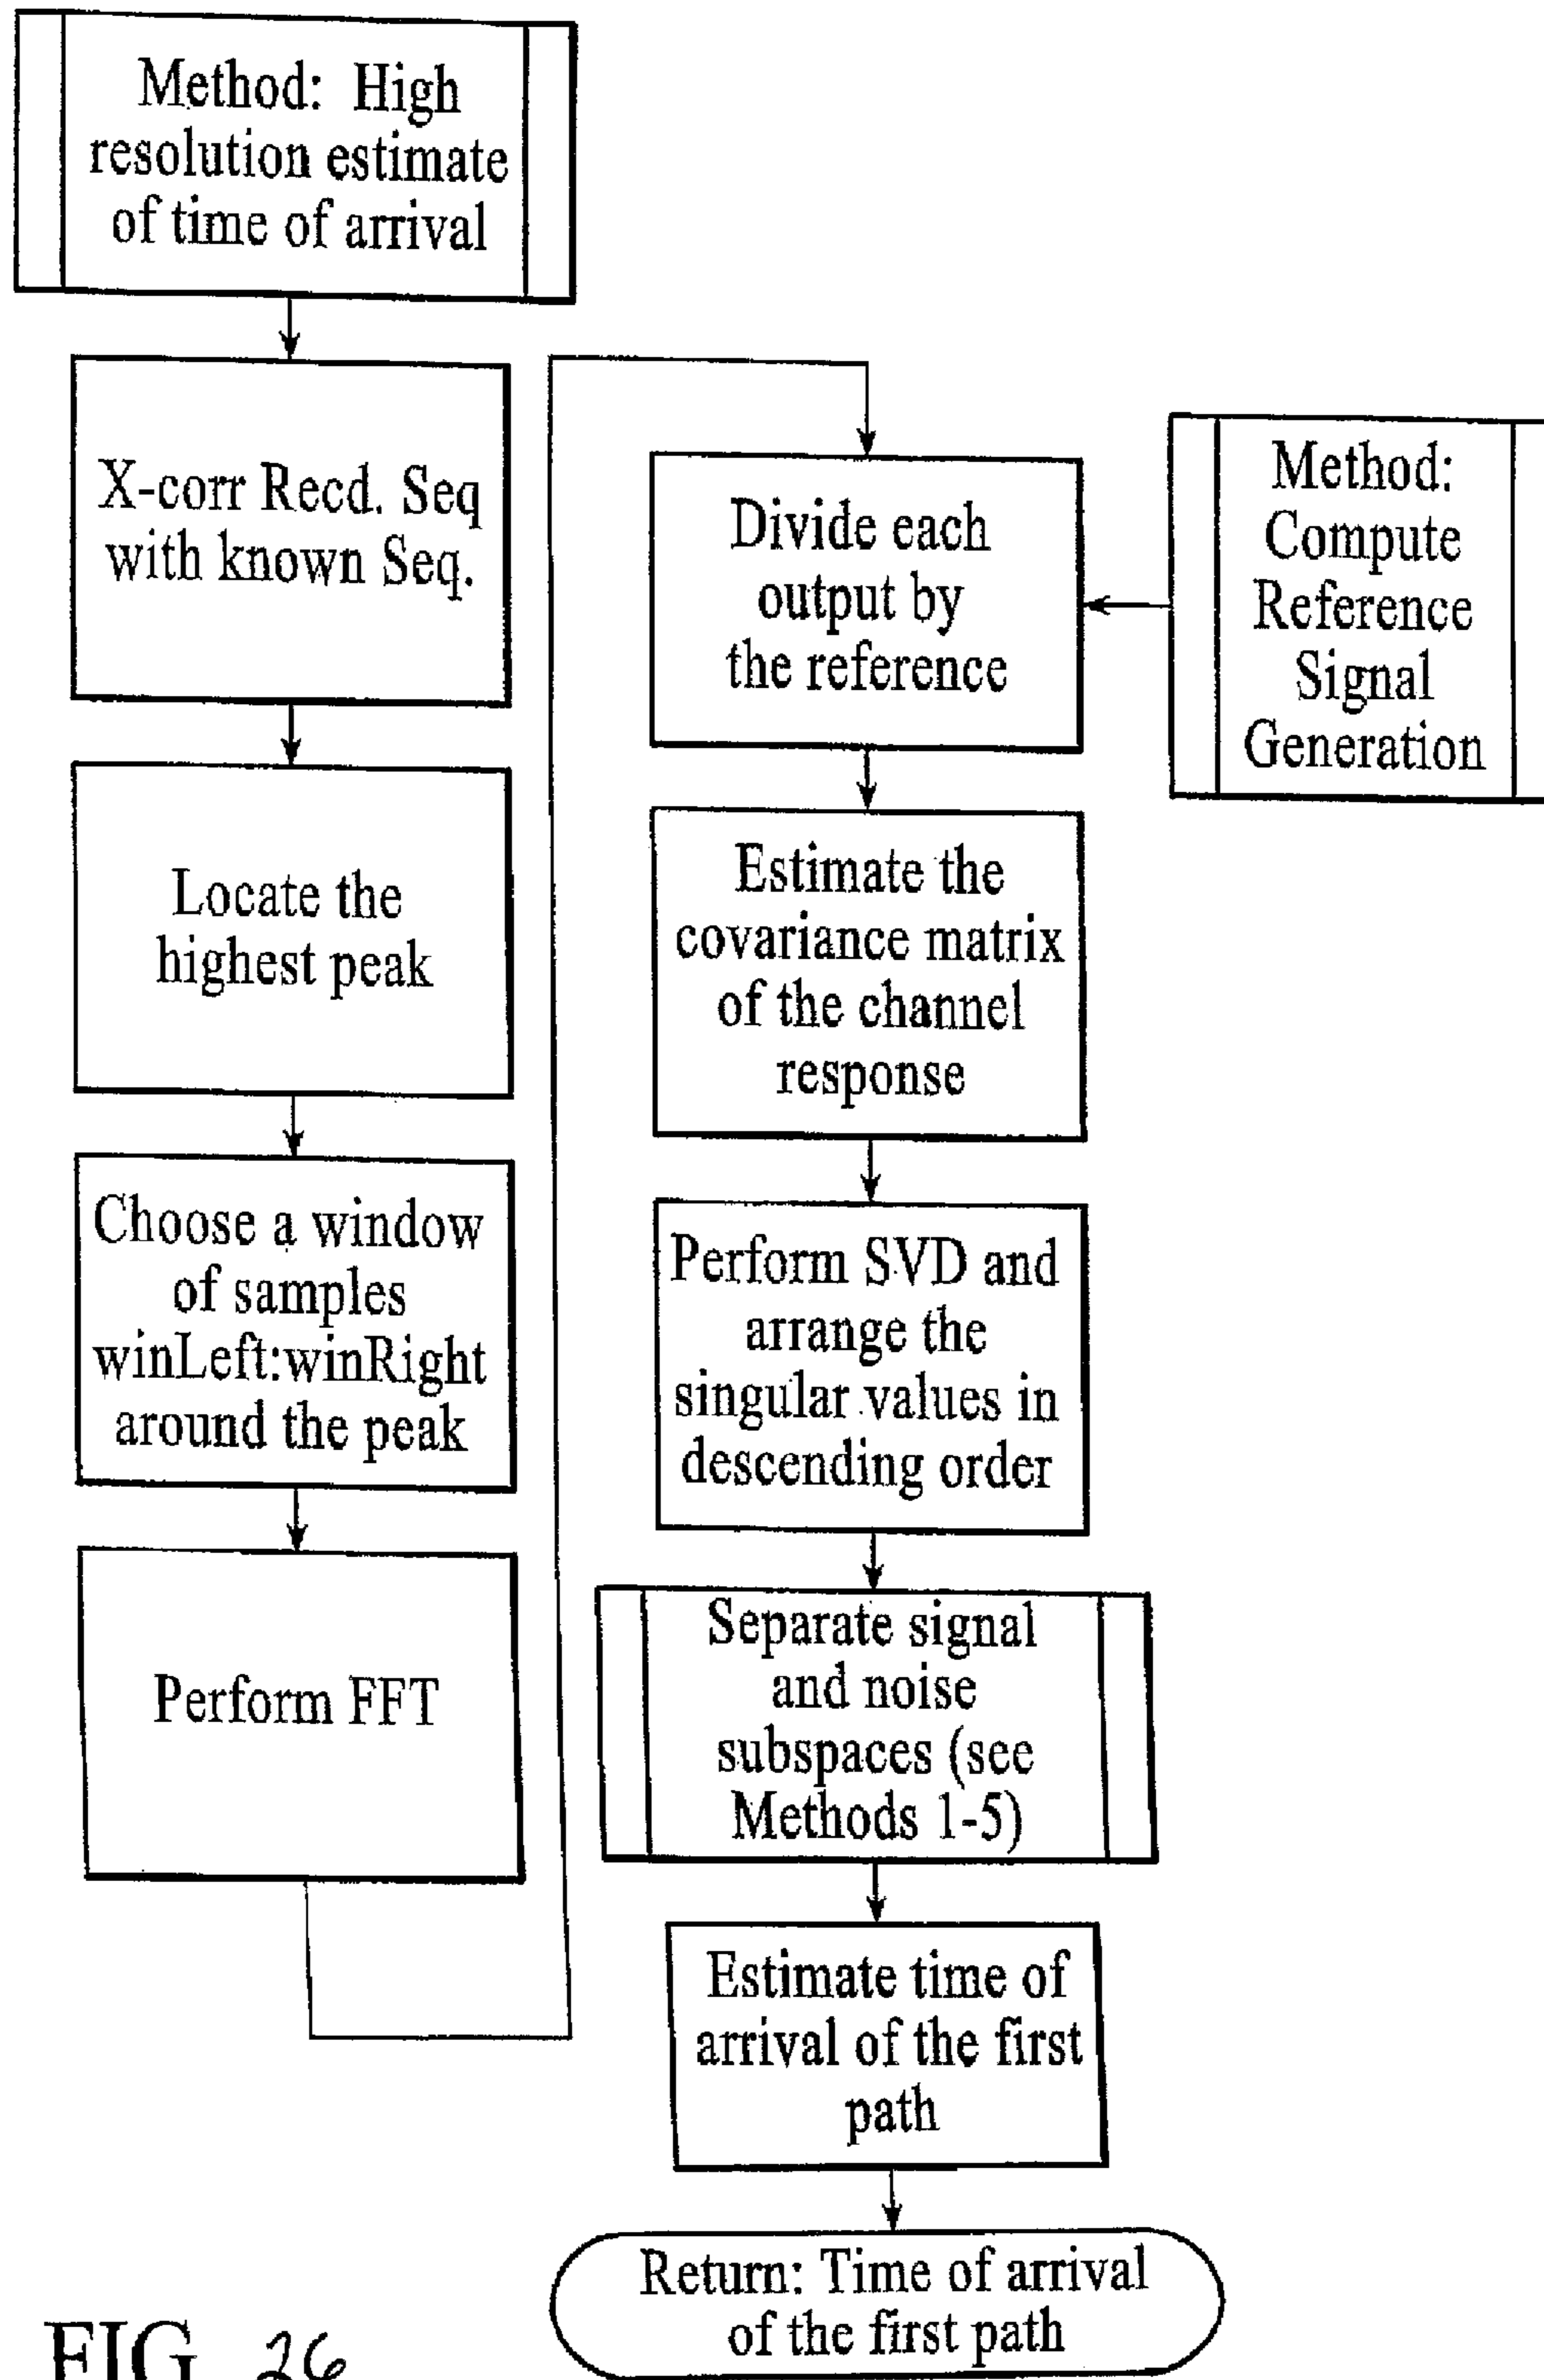 Method: High
resolution estimate
of time of arrival
X-corr Recd. Seq
with known Seq.
Locate the
highest peak
Choose a window
of samples
winLeft:winRight
around the peak
Perform FFT
Divide each
output by
the reference
Method:
Compute
Reference
Signal
Generation
Estimate the
covariance matrix
of the channel
response
Perform SVD and
arrange the
singular values in
descending order
Separate signal
and noise
subspaces (see
Methods 1-5)
Estimate time of
arrival of the first
path
Return: Time of arrival
of the first path
FIG. 26